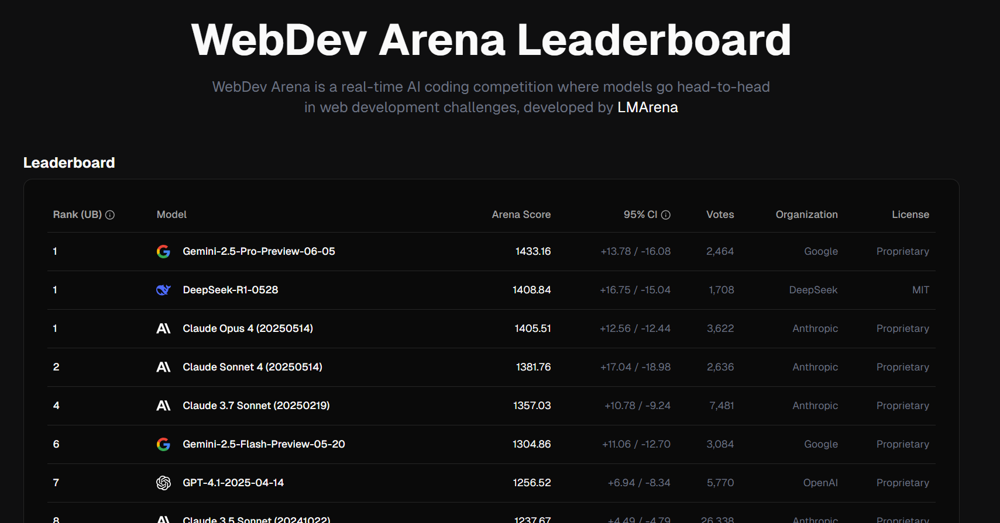 WebDev Arena Leaderboard
WebDev Arena is a real-time AI coding competition where models go head-to-head
in web development challenges, developed by LMArena
Leaderboard
Rank (UB) Model Arena Score 95% CI Votes Organization License
1 Gemini-2.5-Pro-Preview-06-05 1433.16 +13.78 / -16.08 2,464 Google Proprietary
1 DeepSeek-R1-0528 1408.84 +16.75 / -15.04 1,708 DeepSeek MIT
1 Claude Opus 4 (20250514) 1405.51 +12.56 / -12.44 3,622 Anthropic Proprietary
2 Claude Sonnet 4 (20250514) 1381.76 +17.04 / -18.98 2,636 Anthropic Proprietary
4 Claude 3.7 Sonnet (20250219) 1357.03 +10.78 / -9.24 7,481 Anthropic Proprietary
6 Gemini-2.5-Flash-Preview-05-20 1304.86 +11.06 / -12.70 3,084 Google Proprietary
7 GPT-4.1-2025-04-14 1256.52 +6.94 / -8.34 5,770 OpenAI Proprietary
8 Claude 3.5 Sonnet (20241022) 1237.67 +4.49 / -4.79 26,338 Anthropic Proprietary